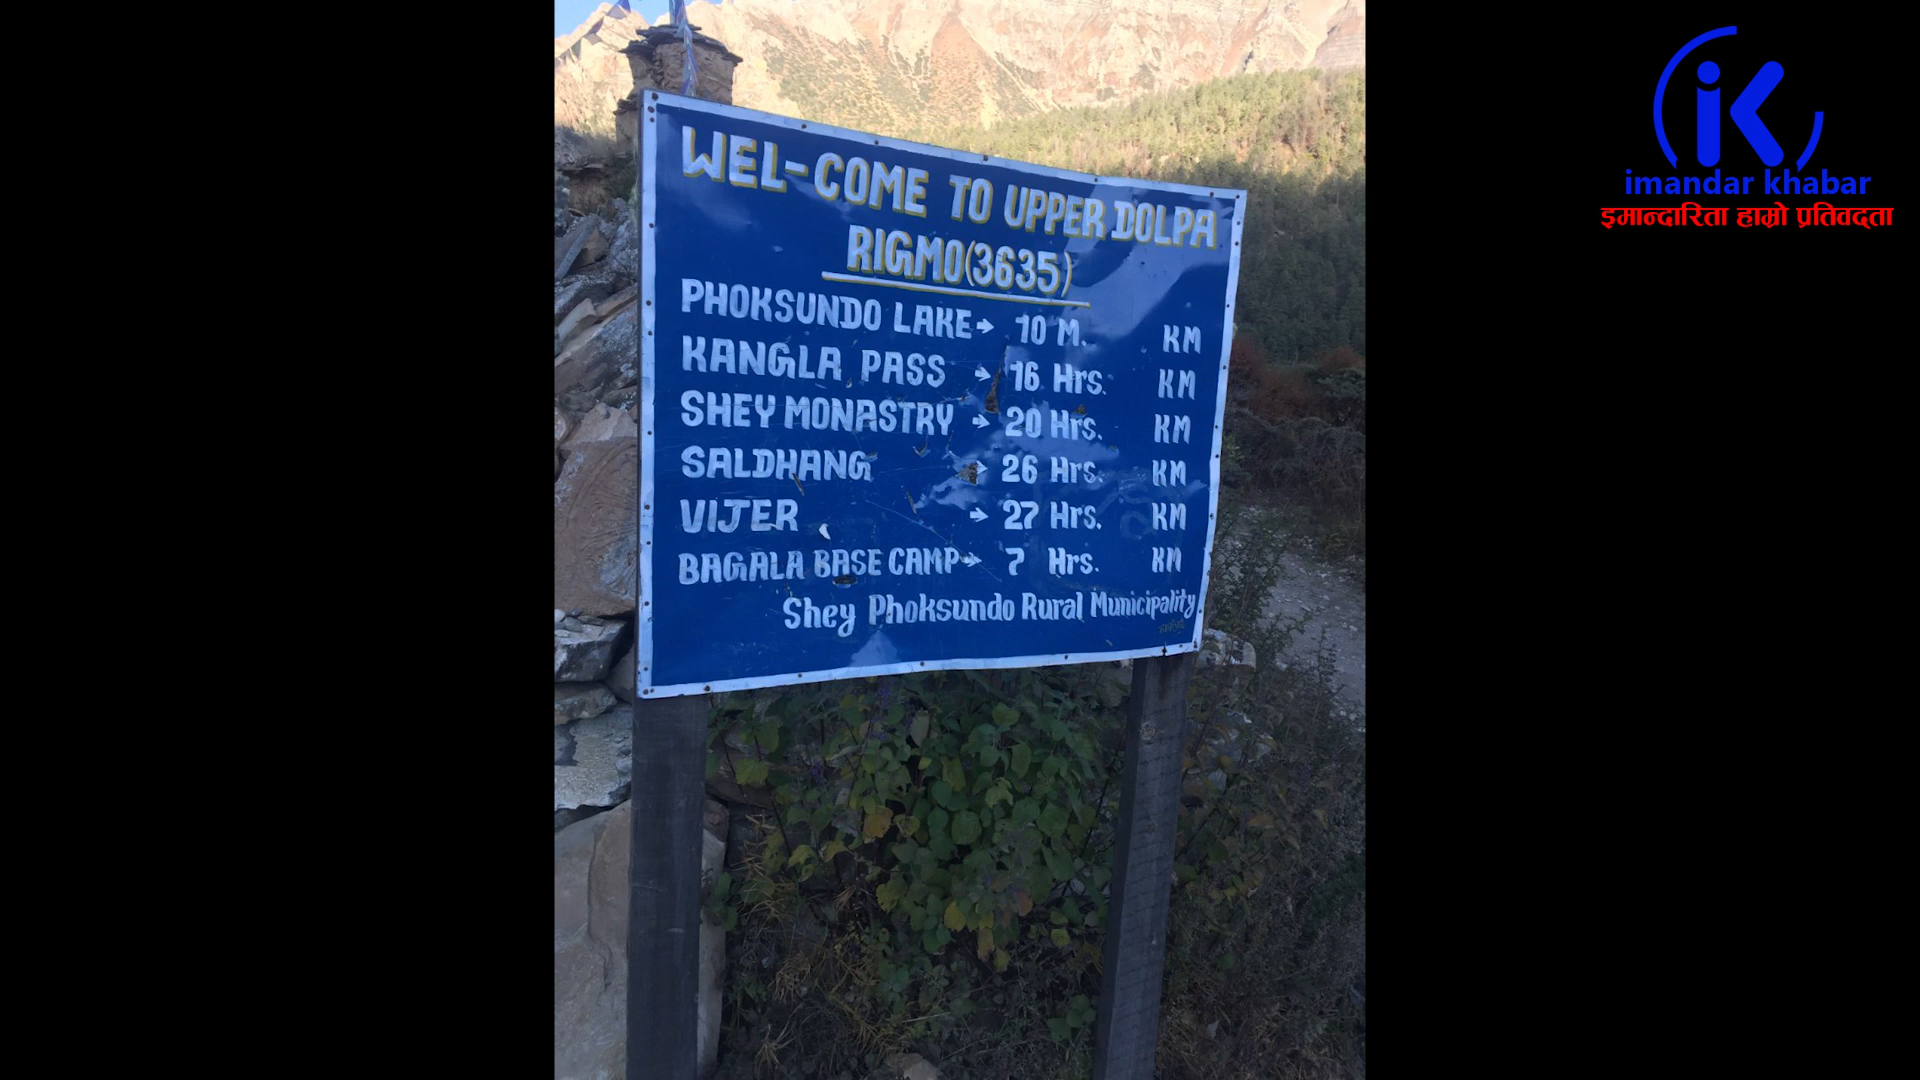 WEL-COME TO UPPER DOLPA
RIGMO(3635)
PHOKSUNDO LAKE → 10 M. KM
KANGLA PASS → 16 Hrs. KM
SHEY MONASTRY → 20 Hrs. KM
SALDHANG → 26 Hrs. KM
VIJER → 27 Hrs. KM
BAGALA BASE CAMP → 7 Hrs. KM
Shey Phoksundo Rural Municipality
iK
imandar khabar
इमान्दारिता हाम्रो प्रतिवद्ता